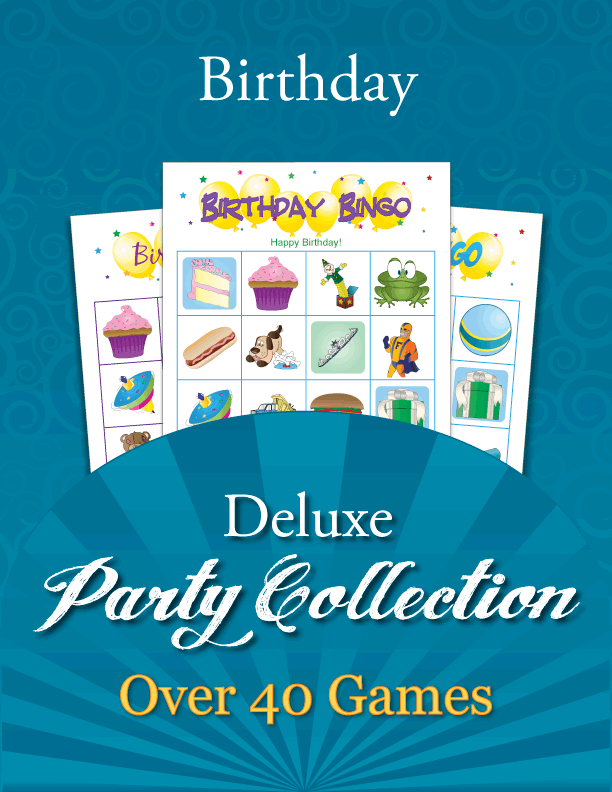 Birthday
BIRTHDAY BINGO
Happy Birthday!
F
Deluxe
Party Collection
Over 40 Games